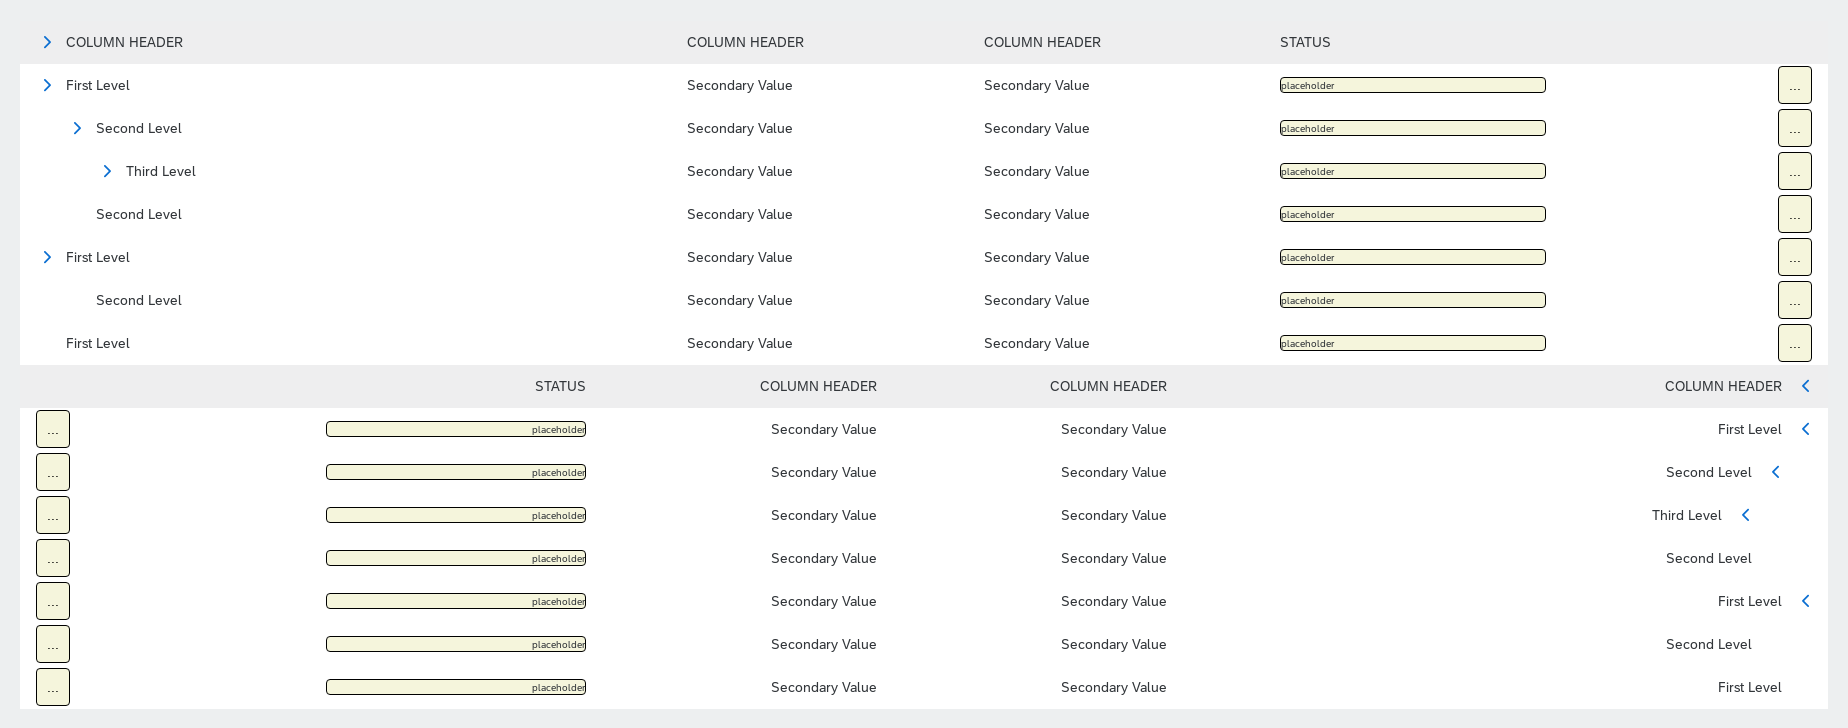 COLUMN HEADER COLUMN HEADER COLUMN HEADER STATUS
First Level Secondary Value Secondary Value placeholder ...
Second Level Secondary Value Secondary Value placeholder ...
Third Level Secondary Value Secondary Value placeholder ...
Second Level Secondary Value Secondary Value placeholder ...
First Level Secondary Value Secondary Value placeholder ...
Second Level Secondary Value Secondary Value placeholder ...
First Level Secondary Value Secondary Value placeholder ...
STATUS COLUMN HEADER COLUMN HEADER COLUMN HEADER
... placeholder Secondary Value Secondary Value First Level
... placeholder Secondary Value Secondary Value Second Level
... placeholder Secondary Value Secondary Value Third Level
... placeholder Secondary Value Secondary Value Second Level
... placeholder Secondary Value Secondary Value First Level
... placeholder Secondary Value Secondary Value Second Level
... placeholder Secondary Value Secondary Value First Level